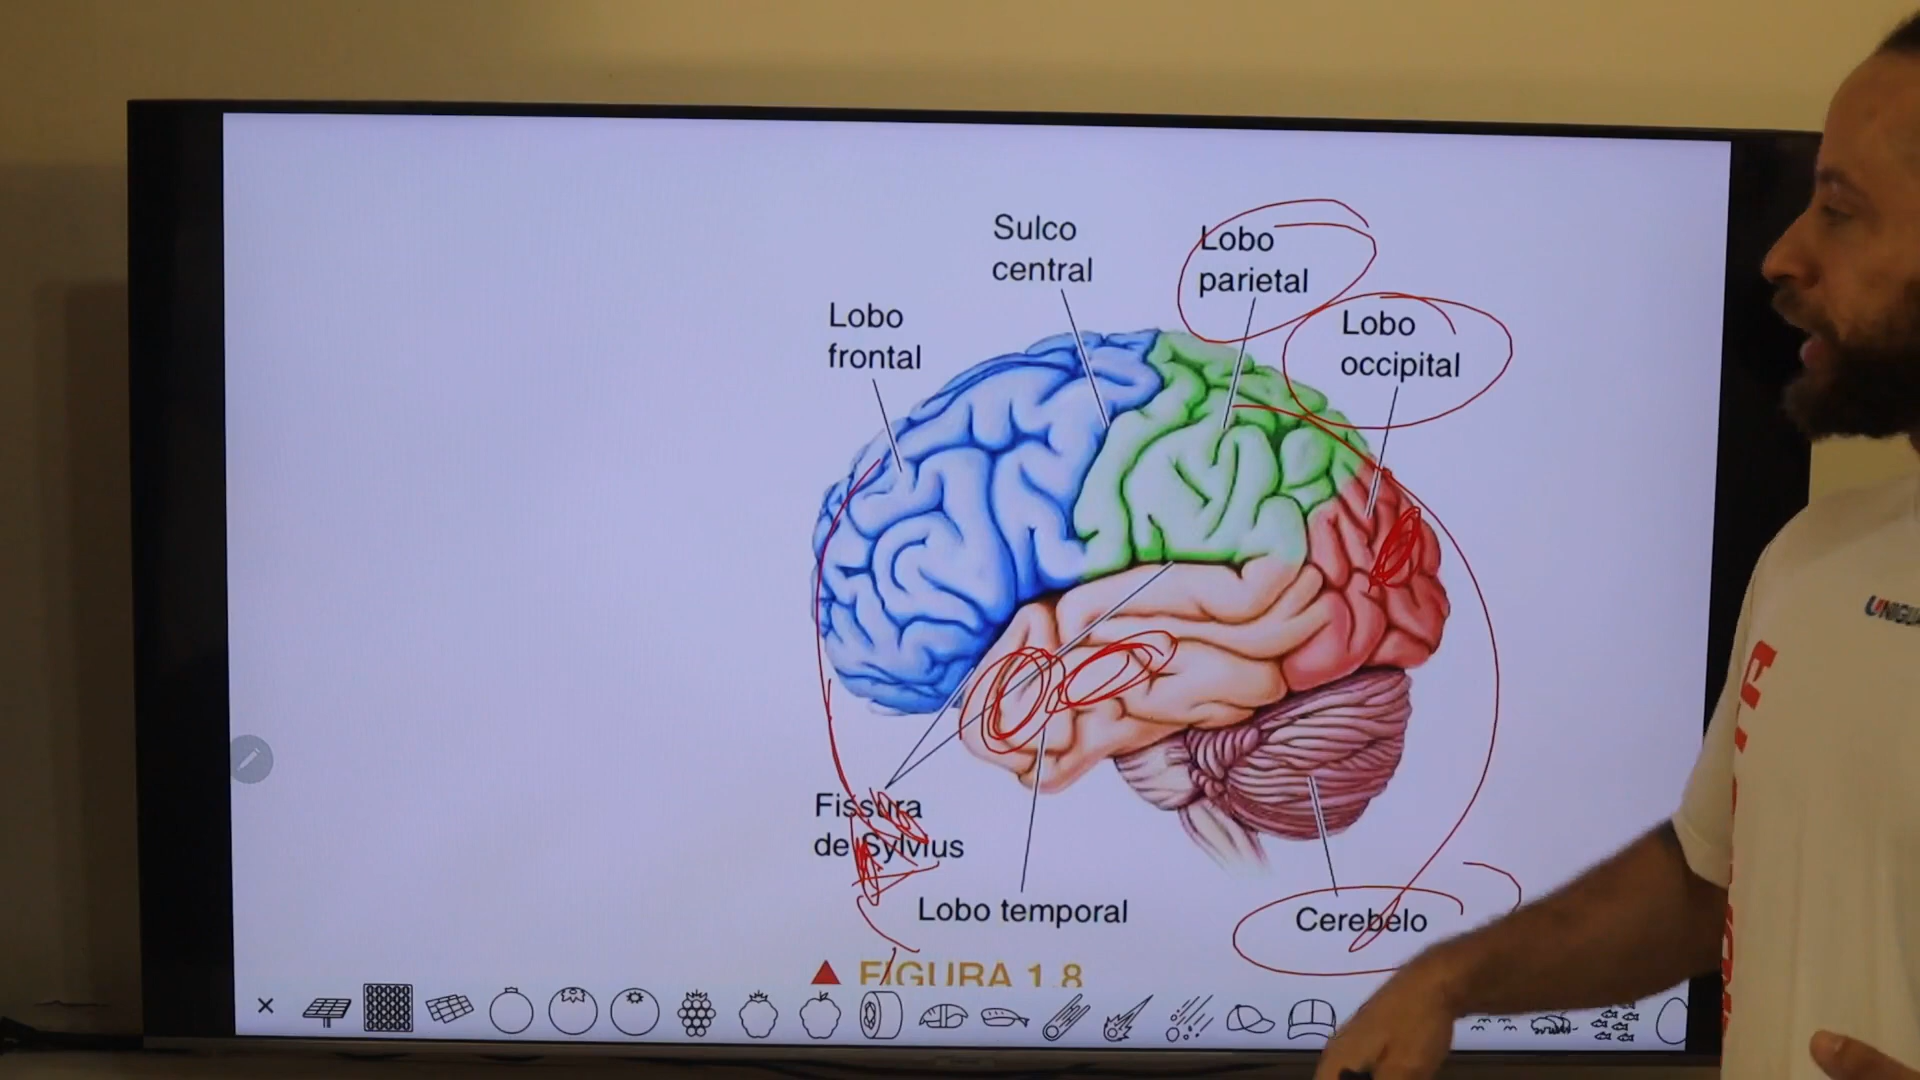 Sulco
central
Lobo
parietal
Lobo
frontal
Lobo
occipital
Fissura
de Sylvius
Lobo temporal
Cerebelo
FIGURA 1.8